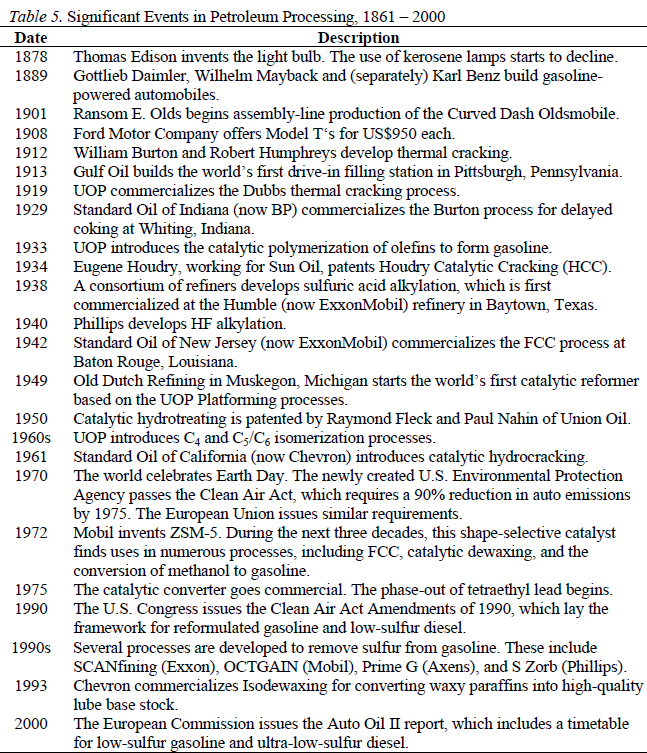 Table 5. Significant Events in Petroleum Processing, 1861 – 2000
Date Description
1878 Thomas Edison invents the light bulb. The use of kerosene lamps starts to decline.
1889 Gottlieb Daimler, Wilhelm Mayback and (separately) Karl Benz build gasoline-
powered automobiles.
1901 Ransom E. Olds begins assembly-line production of the Curved Dash Oldsmobile.
1908 Ford Motor Company offers Model T‘s for US$950 each.
1912 William Burton and Robert Humphreys develop thermal cracking.
1913 Gulf Oil builds the world’s first drive-in filling station in Pittsburgh, Pennsylvania.
1919 UOP commercializes the Dubbs thermal cracking process.
1929 Standard Oil of Indiana (now BP) commercializes the Burton process for delayed
coking at Whiting, Indiana.
1933 UOP introduces the catalytic polymerization of olefins to form gasoline.
1934 Eugene Houdry, working for Sun Oil, patents Houdry Catalytic Cracking (HCC).
1938 A consortium of refiners develops sulfuric acid alkylation, which is first
commercialized at the Humble (now ExxonMobil) refinery in Baytown, Texas.
1940 Phillips develops HF alkylation.
1942 Standard Oil of New Jersey (now ExxonMobil) commercializes the FCC process at
Baton Rouge, Louisiana.
1949 Old Dutch Refining in Muskegon, Michigan starts the world’s first catalytic reformer
based on the UOP Platforming processes.
1950 Catalytic hydrotreating is patented by Raymond Fleck and Paul Nahin of Union Oil.
1960s UOP introduces C4 and C5/C6 isomerization processes.
1961 Standard Oil of California (now Chevron) introduces catalytic hydrocracking.
1970 The world celebrates Earth Day. The newly created U.S. Environmental Protection
Agency passes the Clean Air Act, which requires a 90% reduction in auto emissions
by 1975. The European Union issues similar requirements.
1972 Mobil invents ZSM-5. During the next three decades, this shape-selective catalyst
finds uses in numerous processes, including FCC, catalytic dewaxing, and the
conversion of methanol to gasoline.
1975 The catalytic converter goes commercial. The phase-out of tetraethyl lead begins.
1990 The U.S. Congress issues the Clean Air Act Amendments of 1990, which lay the
framework for reformulated gasoline and low-sulfur diesel.
1990s Several processes are developed to remove sulfur from gasoline. These include
SCANfining (Exxon), OCTGAIN (Mobil), Prime G (Axens), and S Zorb (Phillips).
1993 Chevron commercializes Isodewaxing for converting waxy paraffins into high-quality
lube base stock.
2000 The European Commission issues the Auto Oil II report, which includes a timetable
for low-sulfur gasoline and ultra-low-sulfur diesel.